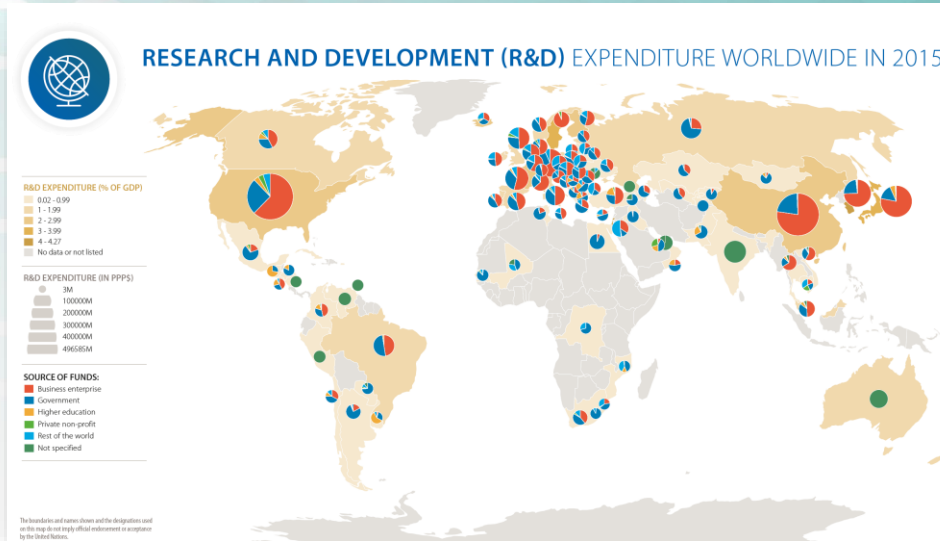 RESEARCH AND DEVELOPMENT (R&D) EXPENDITURE WORLDWIDE IN 2015
R&D EXPENDITURE (% OF GDP)
0.02 - 0.99
1 - 1.99
2 - 2.99
3 - 3.99
4 - 4.27
No data or not listed
R&D EXPENDITURE (IN PPP$)
3M
100000M
200000M
300000M
400000M
496585M
SOURCE OF FUNDS:
Business enterprise
Government
Higher education
Private non-profit
Rest of the world
Not specified
The boundaries and names shown and the designations used
on this map do not imply official endorsement or acceptance
by the United Nations.